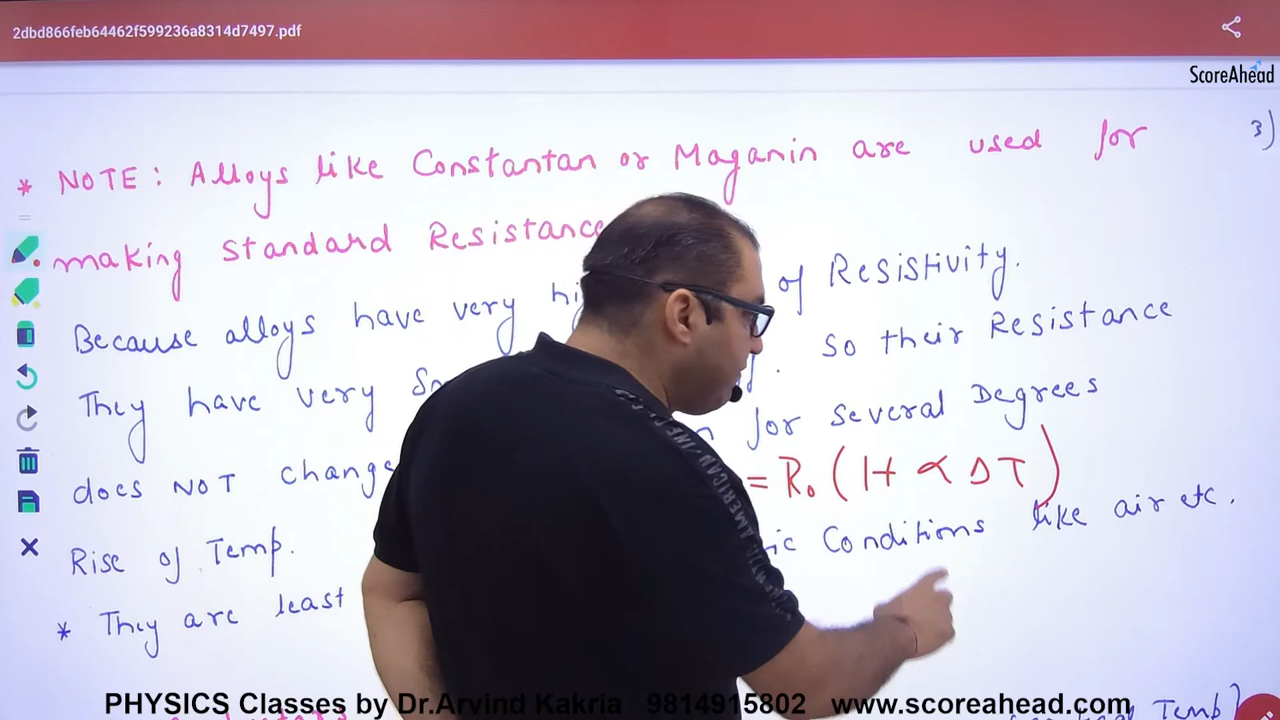 2dbd866feb64462f599236a8314d7497.pdf
ScoreAhead
3)
* NOTE: Alloys like Constantan or Maganin are used for
making Standard Resistance
Because alloys have very of Resistivity.
They have very So their Resistance
does NOT change for several Degrees
= R₀ (1+ α ΔT)
Rise of Temp. Conditions like air etc.
* They are least
Temp]
PHYSICS Classes by Dr.Arvind Kakria 9814915802 www.scoreahead.com